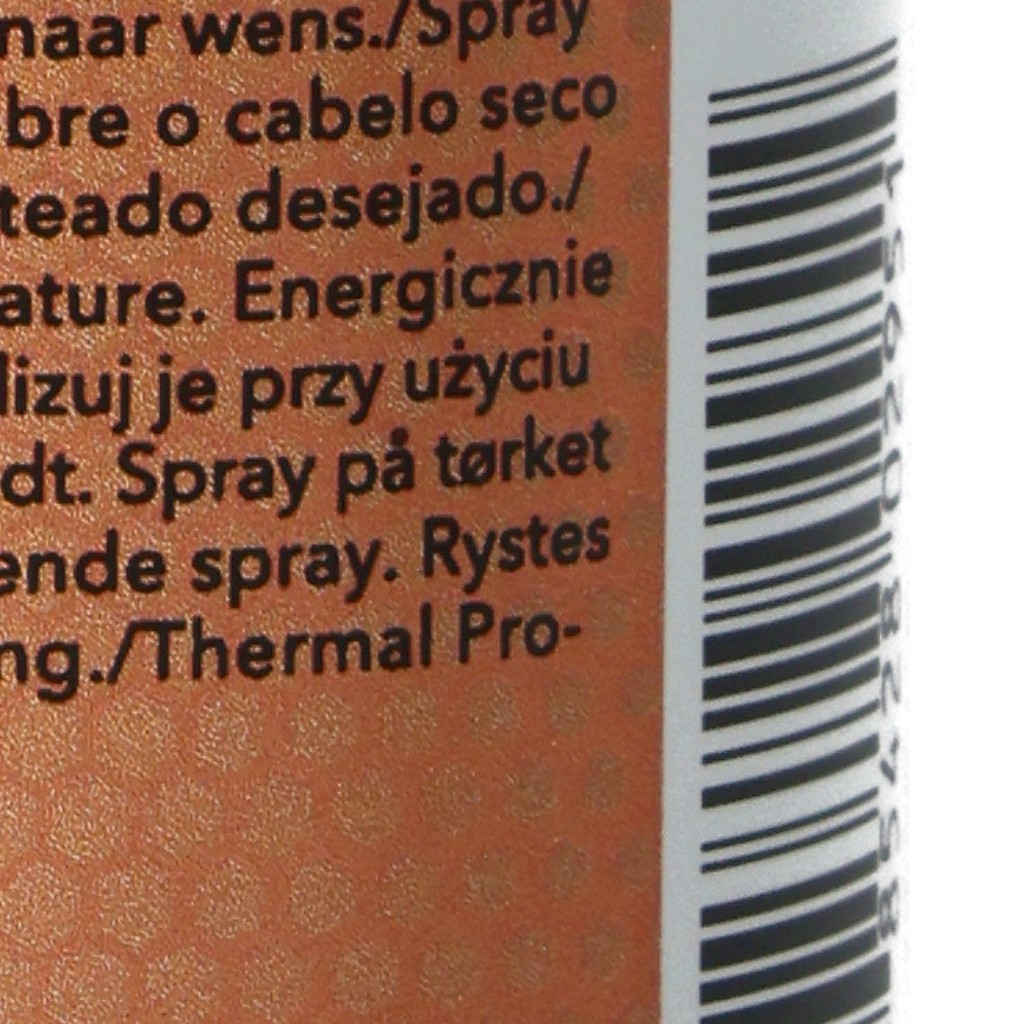 naar wens./Spray
bre o cabelo seco
teado desejado./
ature. Energicznie
lizuj je przy użyciu
dt. Spray på tørket
ende spray. Rystes
ng./Thermal Pro-